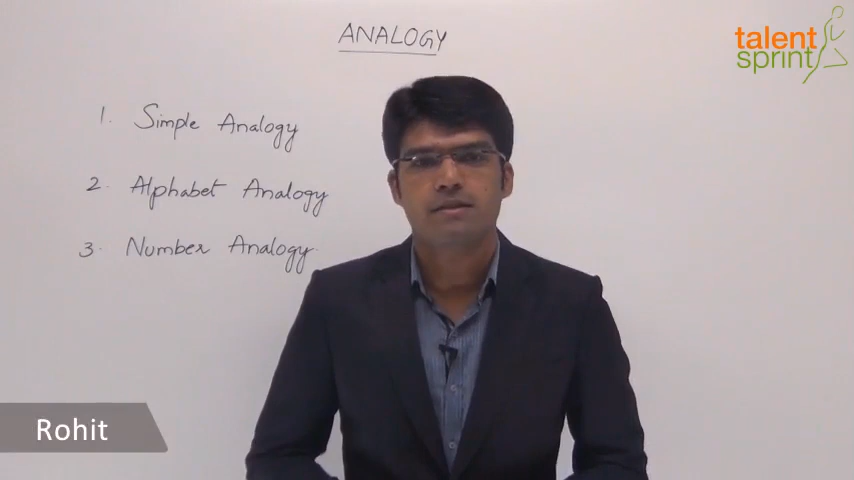 ANALOGY
talent
sprint
1. Simple Analogy
2. Alphabet Analogy
3. Number Analogy
Rohit